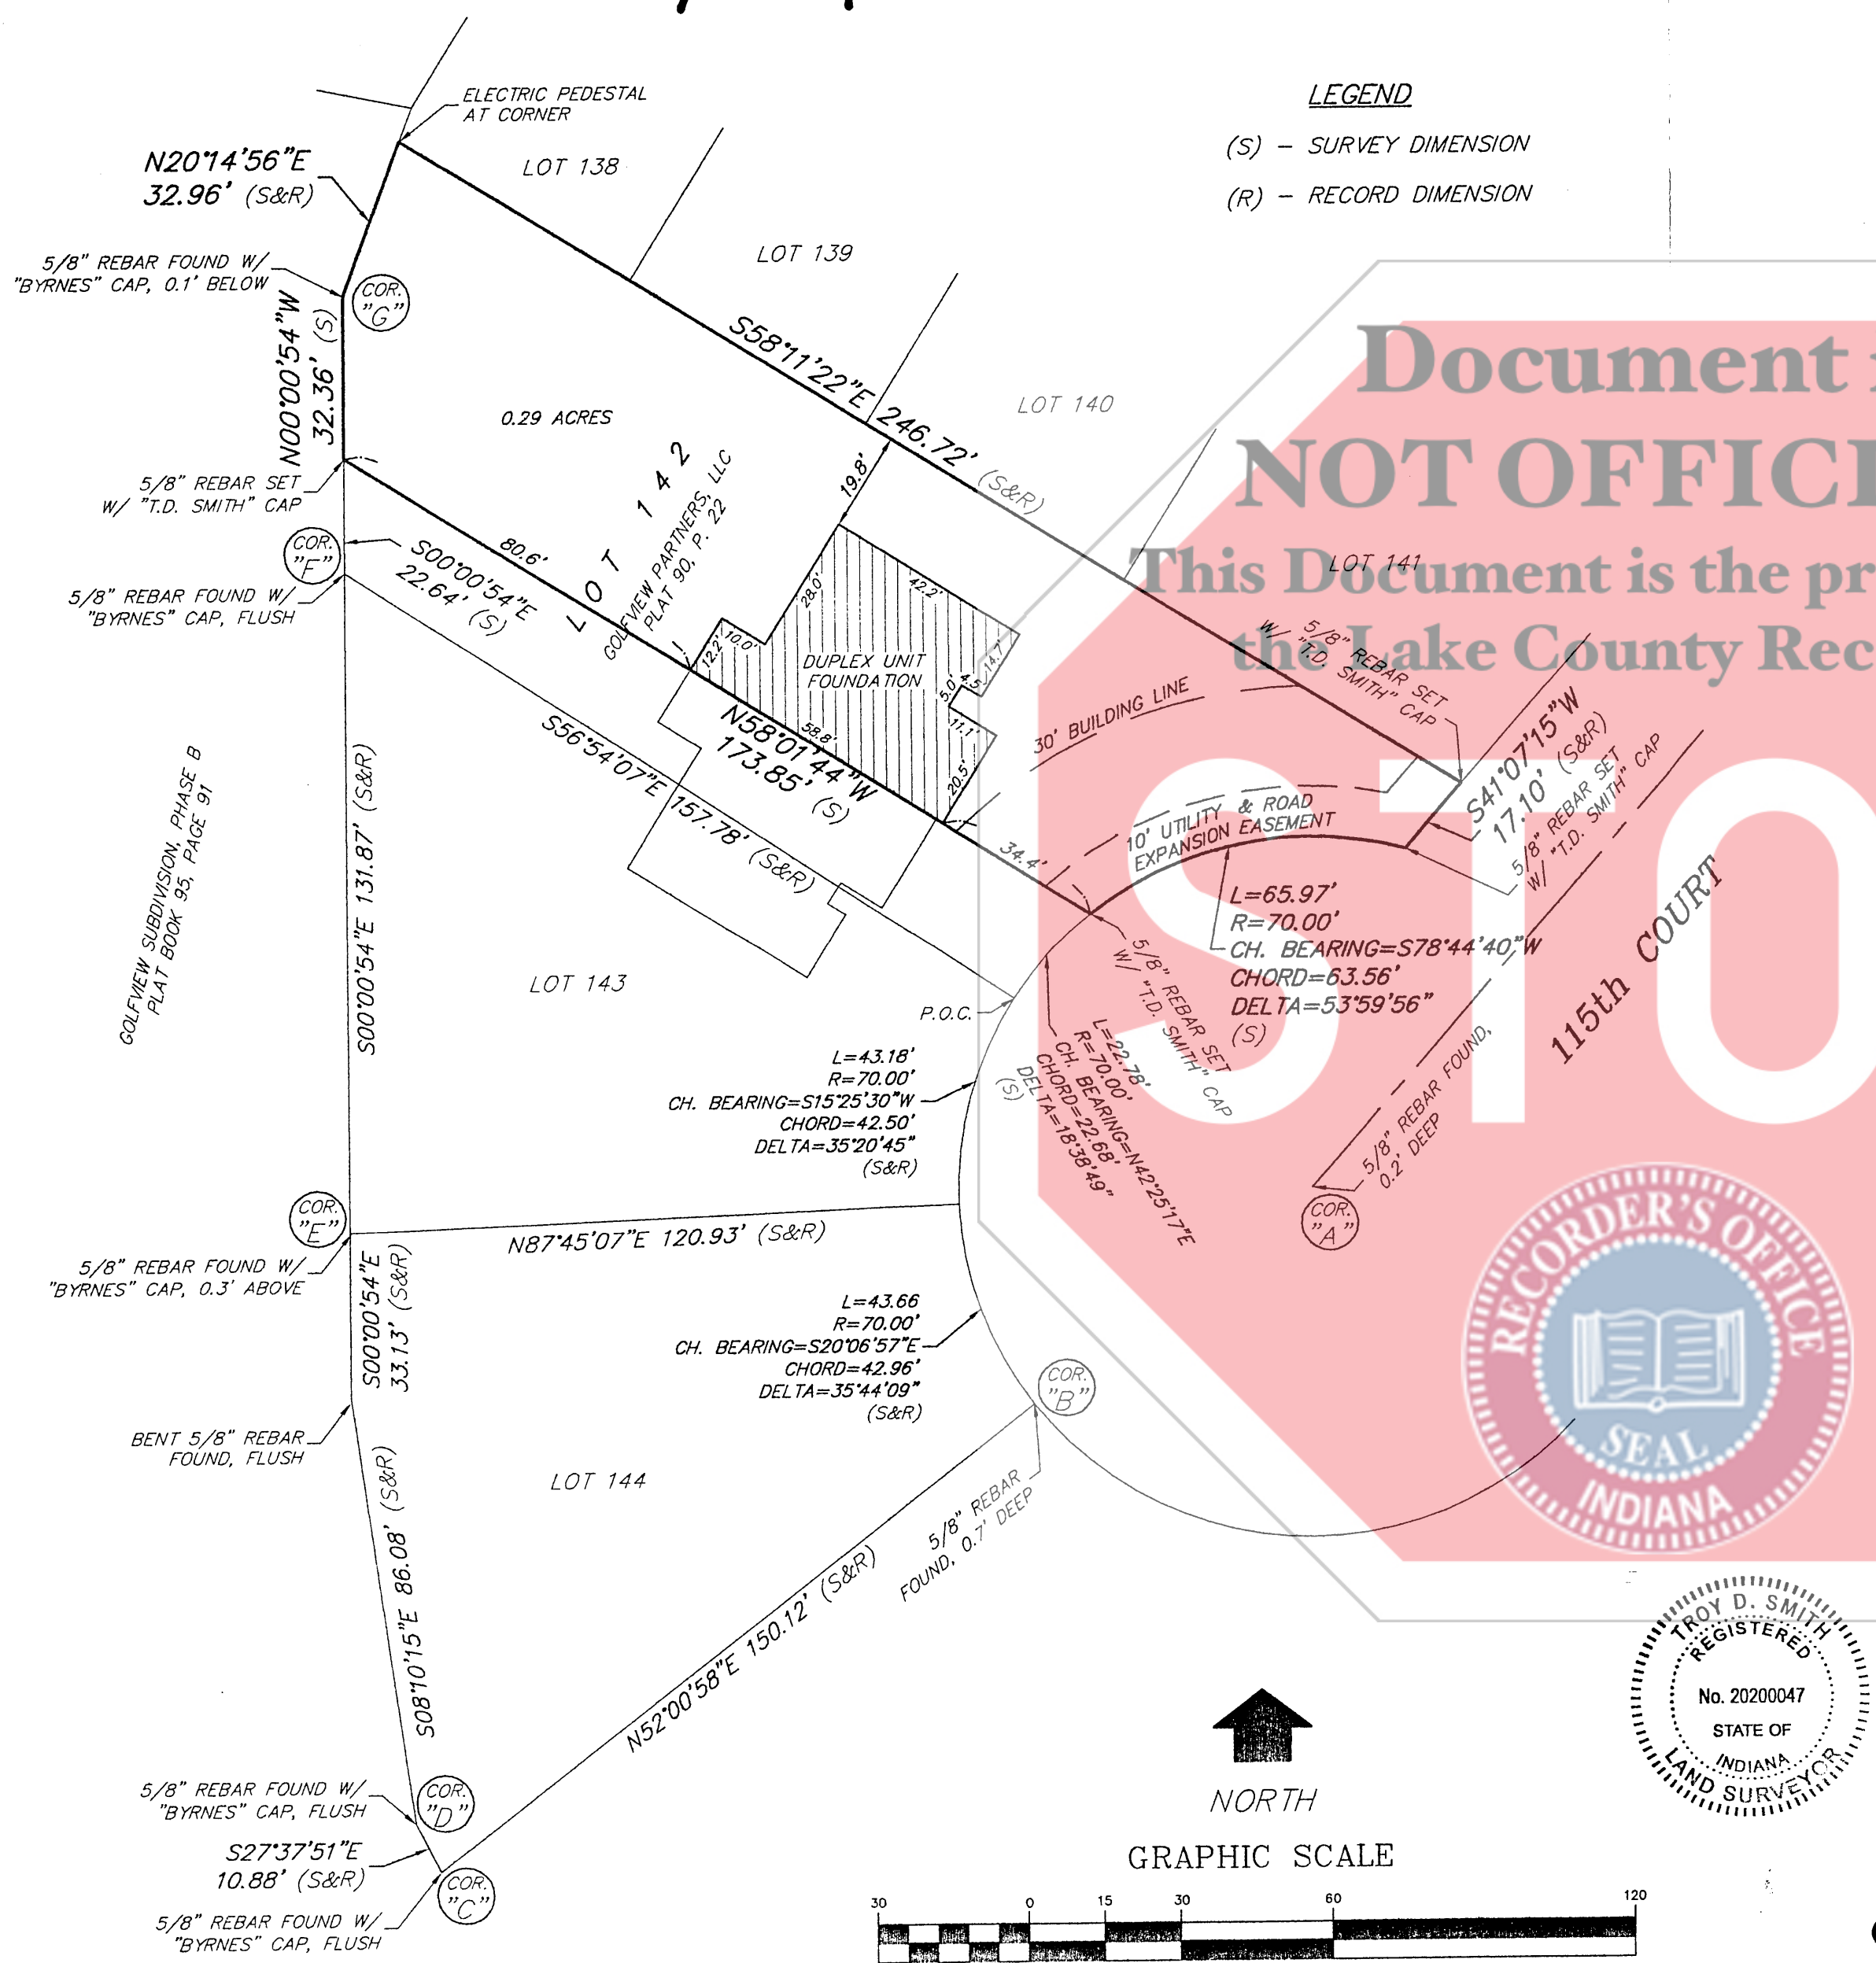 ELECTRIC PEDESTAL
AT CORNER
LEGEND
(S) - SURVEY DIMENSION
(R) - RECORD DIMENSION
N20°14'56"E
32.96' (S&R)
LOT 138
LOT 139
LOT 140
LOT 141
5/8" REBAR FOUND W/
"BYRNES" CAP, 0.1' BELOW
COR.
"G"
N00°00'54"W
32.36' (S)
S58°11'22"E 246.72' (S&R)
0.29 ACRES
5/8" REBAR SET
W/ "T.D. SMITH" CAP
LOT 142
GOLFVIEW PARTNERS, LLC
PLAT 90, P. 22
19.8'
80.6'
COR.
"F"
S00°00'54"E
22.64' (S)
5/8" REBAR FOUND W/
"BYRNES" CAP, FLUSH
28.0'
42.2'
12.2'
10.0'
14.7'
4.5'
5.0'
11.1'
20.5'
58.8'
DUPLEX UNIT
FOUNDATION
N58°01'44"W
173.85' (S)
S56°54'07"E 157.78' (S&R)
34.4'
30' BUILDING LINE
10' UTILITY & ROAD
EXPANSION EASEMENT
5/8" REBAR SET
W/ "T.D. SMITH" CAP
S41°07'15"W
17.10' (S&R)
5/8" REBAR SET
W/ "T.D. SMITH" CAP
L=65.97'
R=70.00'
CH. BEARING=S78°44'40"W
CHORD=63.56'
DELTA=53°59'56"
(S)
5/8" REBAR SET
W/ "T.D. SMITH" CAP
L=22.78'
R=70.00'
CH. BEARING=N42°25'17"E
CHORD=22.68'
DELTA=18°38'49"
(S)
115th COURT
5/8" REBAR FOUND,
0.2' DEEP
COR.
"A"
GOLFVIEW SUBDIVISION, PHASE B
PLAT BOOK 95, PAGE 91
S00°00'54"E 131.87' (S&R)
LOT 143
P.O.C.
L=43.18'
R=70.00'
CH. BEARING=S15°25'30"W
CHORD=42.50'
DELTA=35°20'45"
(S&R)
COR.
"E"
N87°45'07"E 120.93' (S&R)
5/8" REBAR FOUND W/
"BYRNES" CAP, 0.3' ABOVE
S00°00'54"E
33.13' (S&R)
L=43.66
R=70.00'
CH. BEARING=S20°06'57"E
CHORD=42.96'
DELTA=35°44'09"
(S&R)
COR.
"B"
BENT 5/8" REBAR
FOUND, FLUSH
LOT 144
5/8" REBAR
FOUND, 0.7' DEEP
S08°10'15"E 86.08' (S&R)
N52°00'58"E 150.12' (S&R)
5/8" REBAR FOUND W/
"BYRNES" CAP, FLUSH
COR.
"D"
S27°37'51"E
10.88' (S&R)
COR.
"C"
5/8" REBAR FOUND W/
"BYRNES" CAP, FLUSH
NORTH
GRAPHIC SCALE
30 0 15 30 60 120
Document
NOT OFFICI
This Document is the pr
the Lake County Rec
STO
RECORDER'S OFFICE
SEAL
INDIANA
TROY D. SMITH
REGISTERED
No. 20200047
STATE OF
INDIANA
LAND SURVEYOR